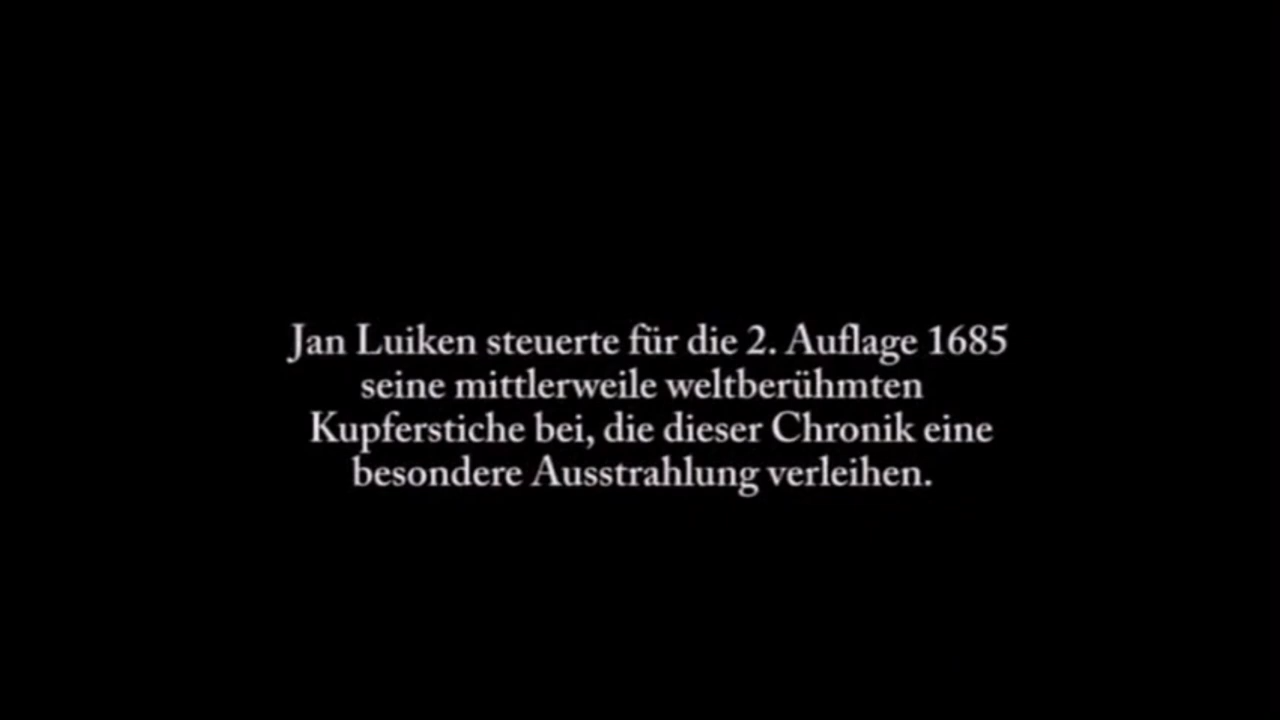 Jan Luiken steuerte für die 2. Auflage 1685
seine mittlerweile weltberühmten
Kupferstiche bei, die dieser Chronik eine
besondere Ausstrahlung verleihen.